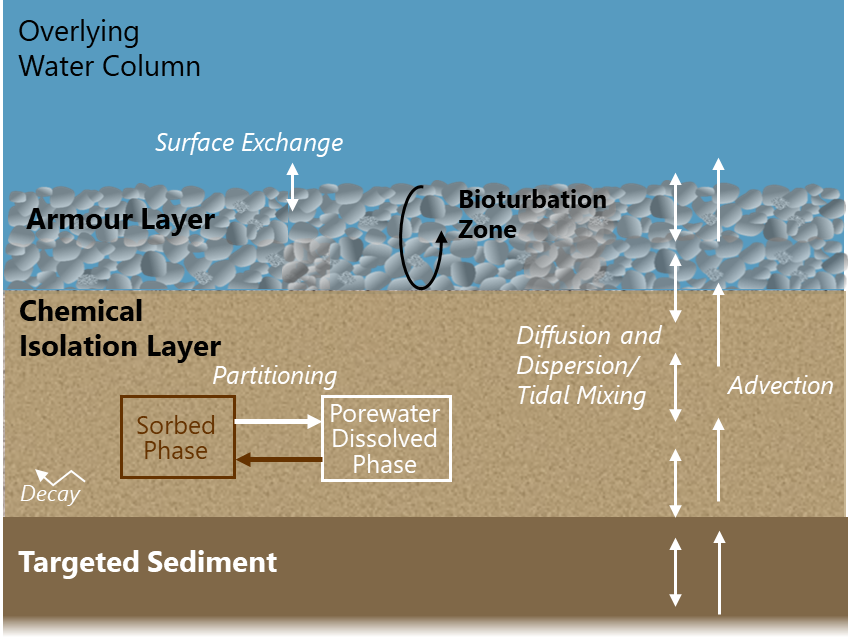 Overlying
Water Column
Surface Exchange
Armour Layer
Bioturbation
Zone
Chemical
Isolation Layer
Diffusion and
Dispersion/
Tidal Mixing
Advection
Partitioning
Sorbed
Phase
Porewater
Dissolved
Phase
Decay
Targeted Sediment